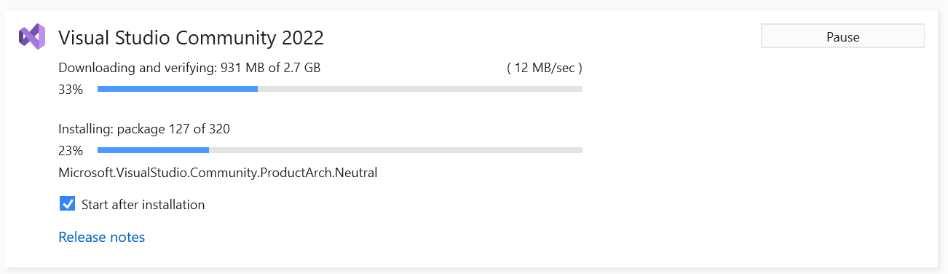 Visual Studio Community 2022
Pause
Downloading and verifying: 931 MB of 2.7 GB ( 12 MB/sec )
33%
Installing: package 127 of 320
23%
Microsoft.VisualStudio.Community.ProductArch.Neutral
Start after installation
Release notes